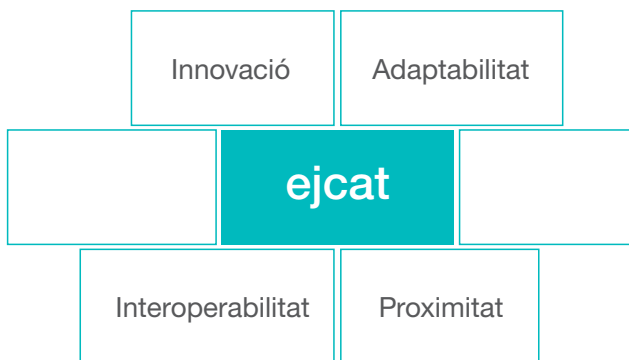 Innovació
Adaptabilitat
ejcat
Interoperabilitat
Proximitat